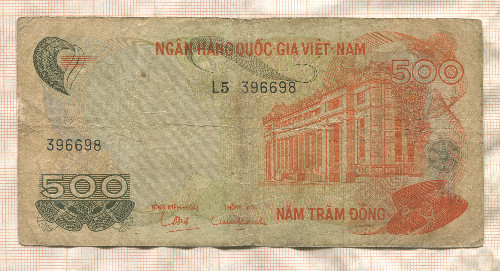 NGÂN HÀNG QUỐC GIA VIỆT-NAM
500
L5 396698
396698
500
NĂM TRĂM ĐỒNG